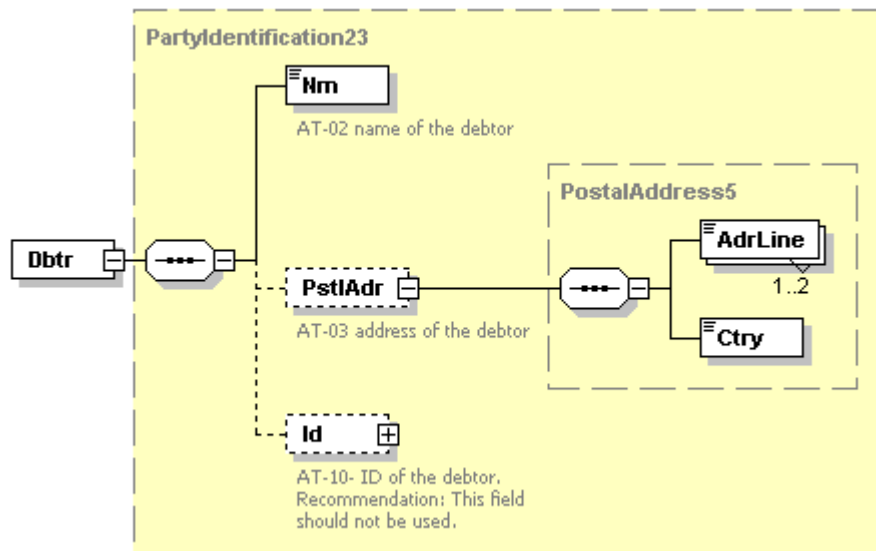 PartyIdentification23
Nm
AT-02 name of the debtor
PostalAddress5
AdrLine
1..2
Dbtr
PstlAdr
AT-03 address of the debtor
Ctry
Id
AT-10- ID of the debtor.
Recommendation: This field
should not be used.